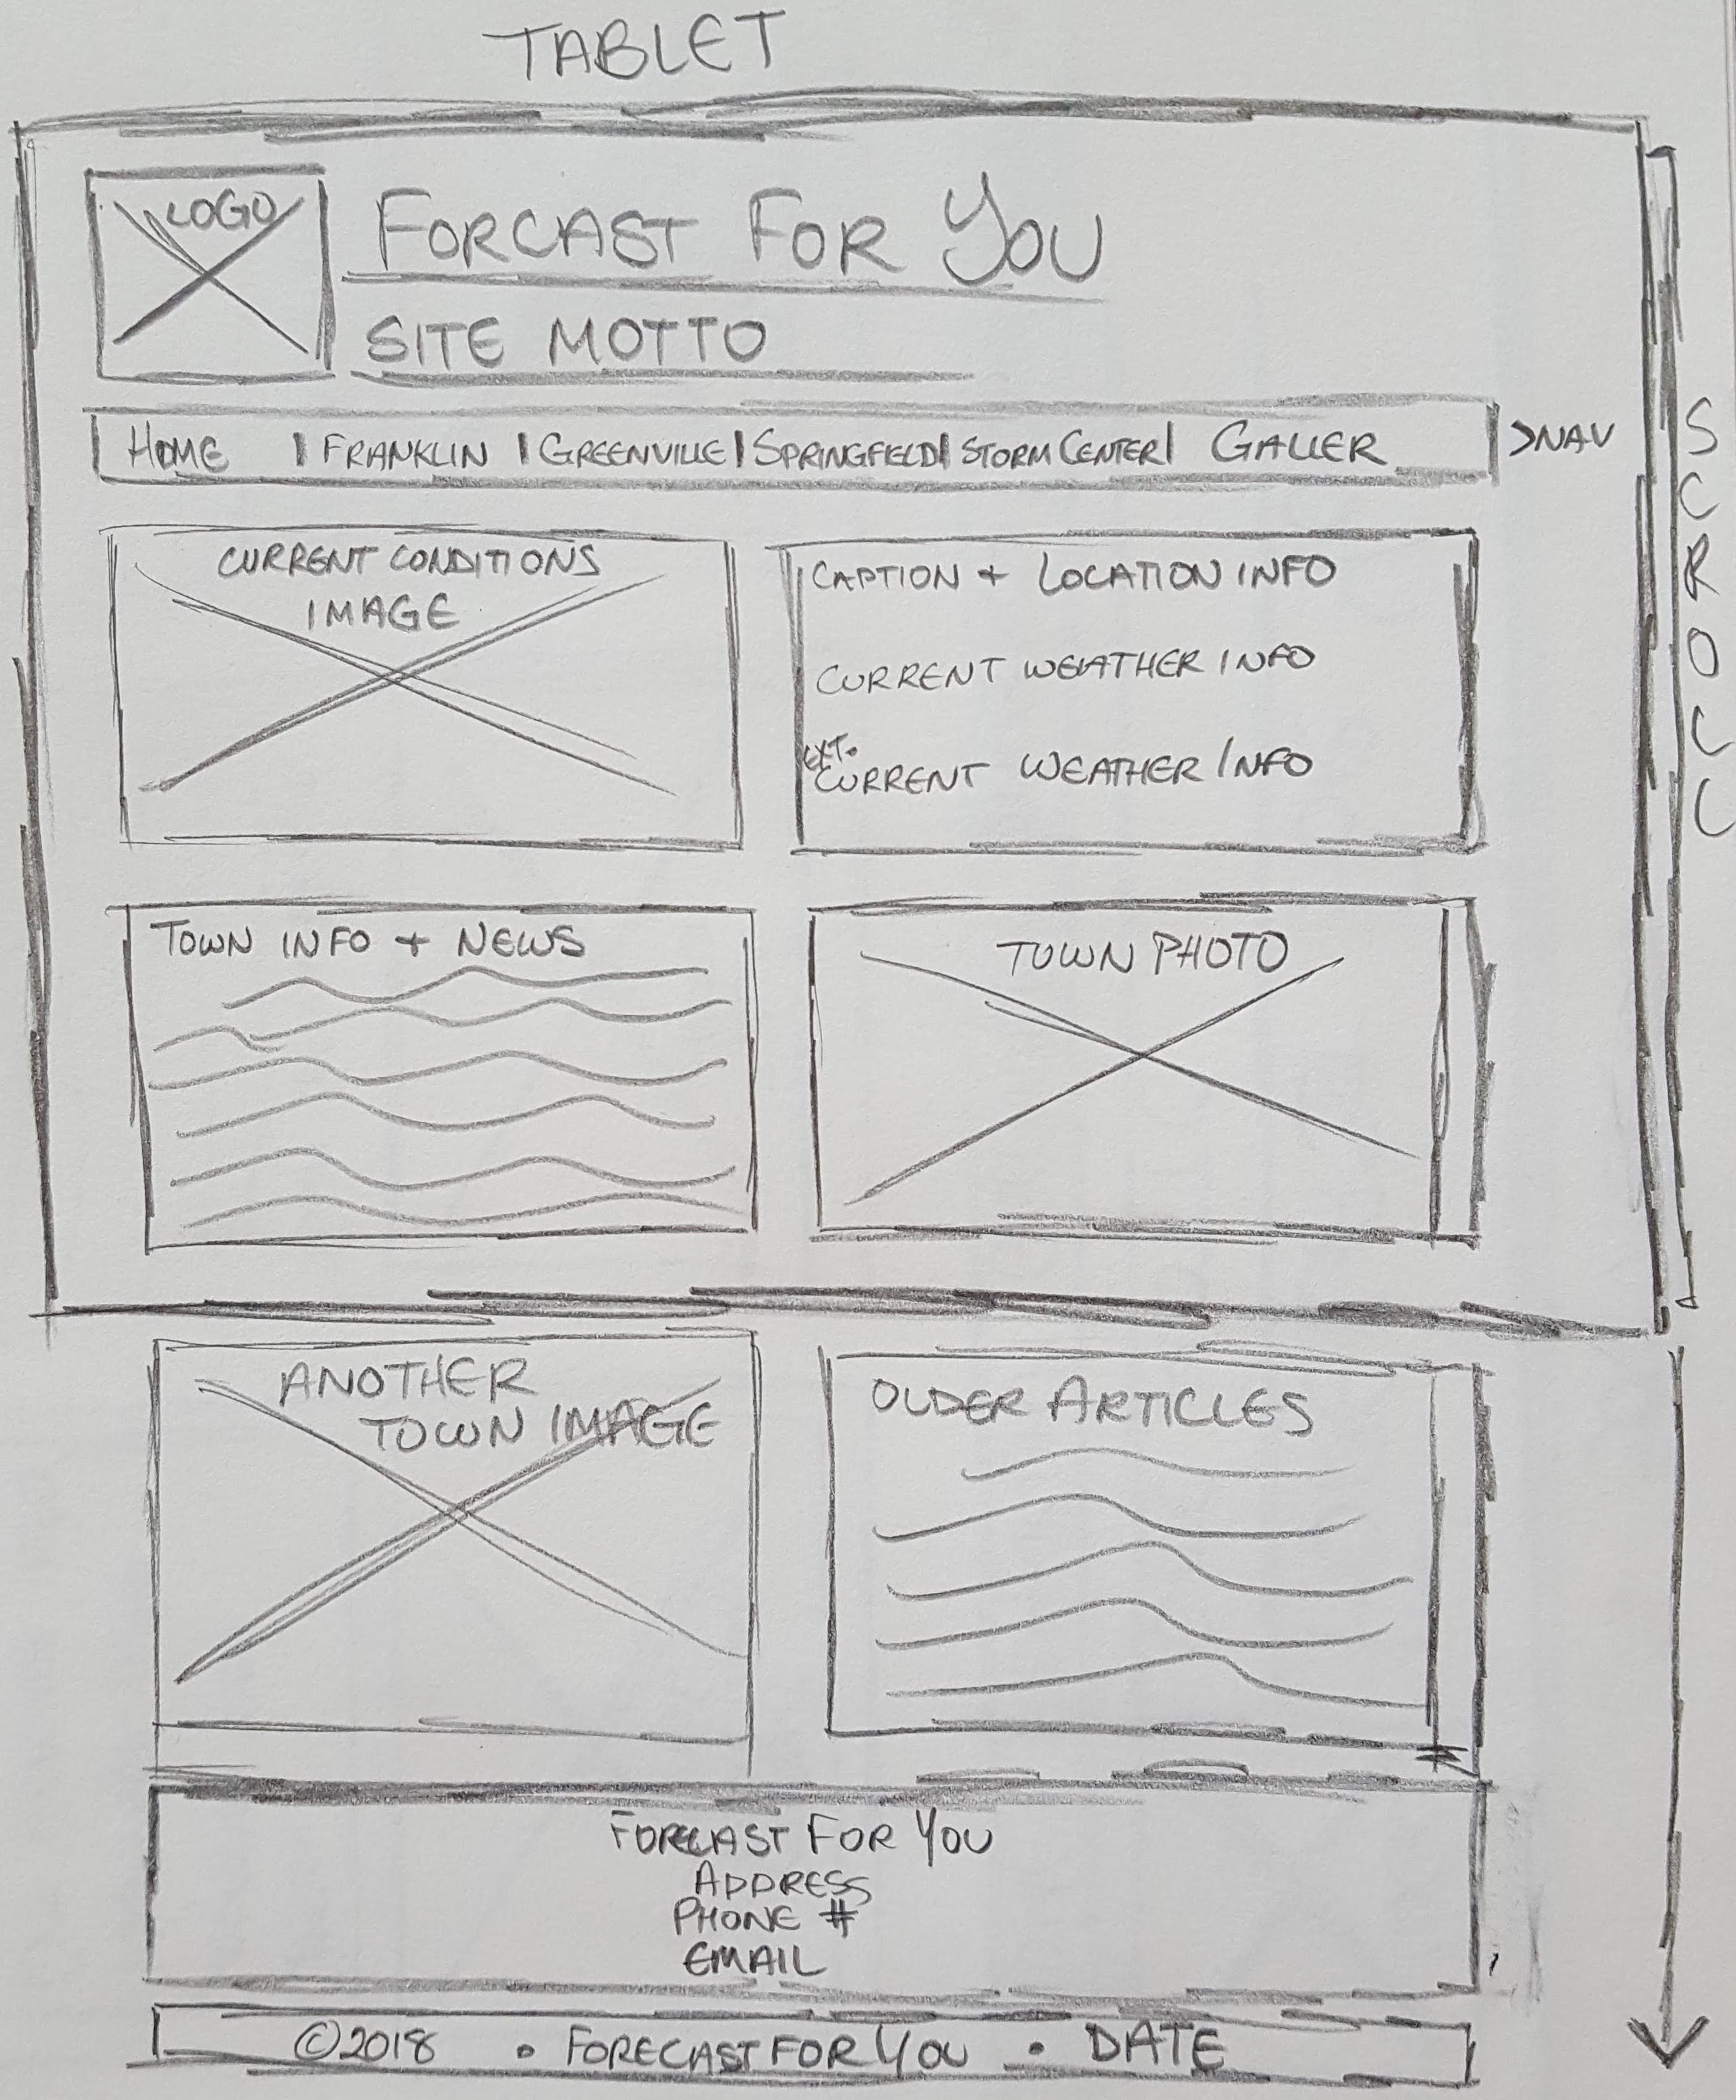 TABLET
LOGO
FORCAST FOR YOU
SITE MOTTO
HOME | FRANKLIN | GREENVILLE | SPRINGFIELD | STORM CENTER | GALLER
>NAV
SCROLL
CURRENT CONDITIONS
IMAGE
CAPTION + LOCATION INFO
CURRENT WEATHER INFO
EXT.
CURRENT WEATHER INFO
TOWN INFO + NEWS
TOWN PHOTO
ANOTHER
TOWN IMAGE
OLDER ARTICLES
FORECAST FOR YOU
ADDRESS
PHONE #
EMAIL
©2018 • FORECAST FOR YOU • DATE